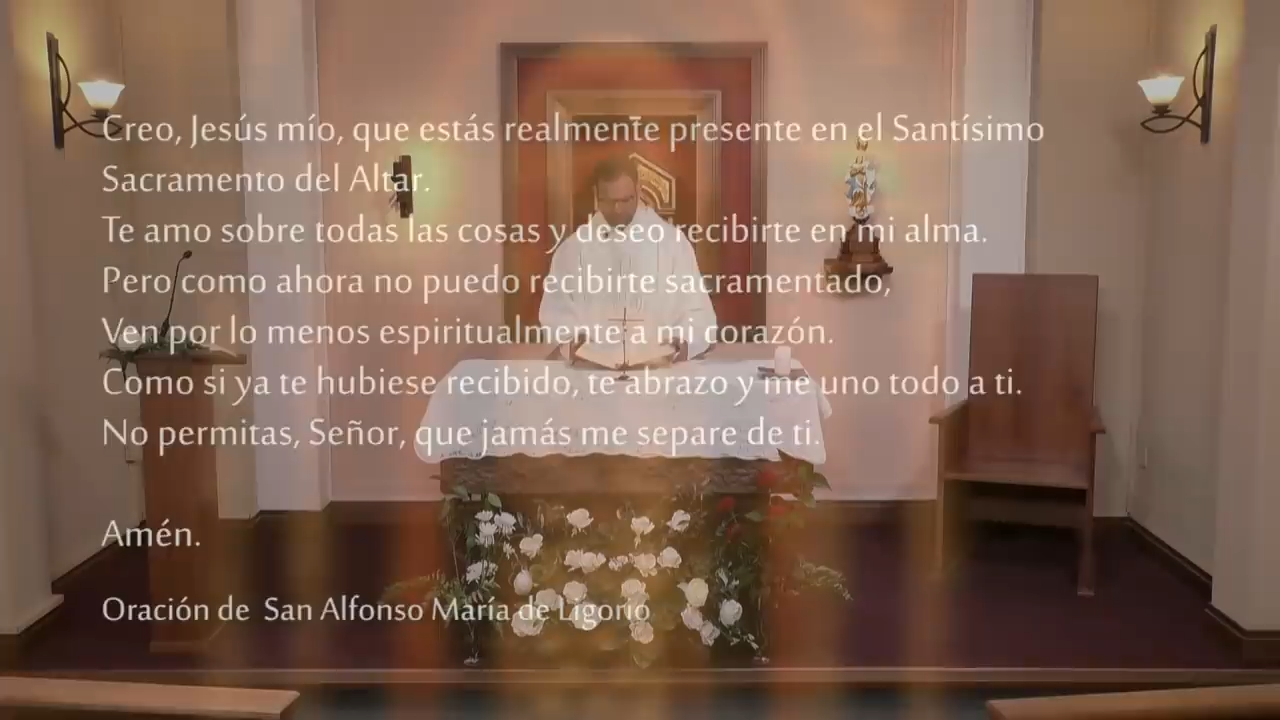 Creo, Jesús mío, que estás realmente presente en el Santísimo
Sacramento del Altar.
Te amo sobre todas las cosas y deseo recibirte en mi alma.
Pero como ahora no puedo recibirte sacramentado,
Ven por lo menos espiritualmente a mi corazón.
Como si ya te hubiese recibido, te abrazo y me uno todo a ti.
No permitas, Señor, que jamás me separe de ti.
Amén.
Oración de San Alfonso María de Ligorio